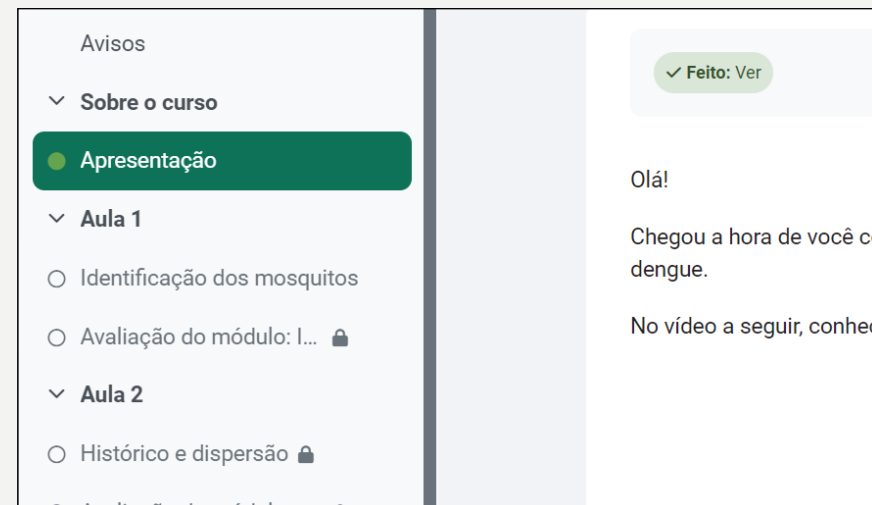 Avisos
Sobre o curso
Apresentação
Aula 1
Identificação dos mosquitos
Avaliação do módulo: I...
Aula 2
Histórico e dispersão
Feito: Ver
Olá!
Chegou a hora de você
dengue.
No vídeo a seguir,